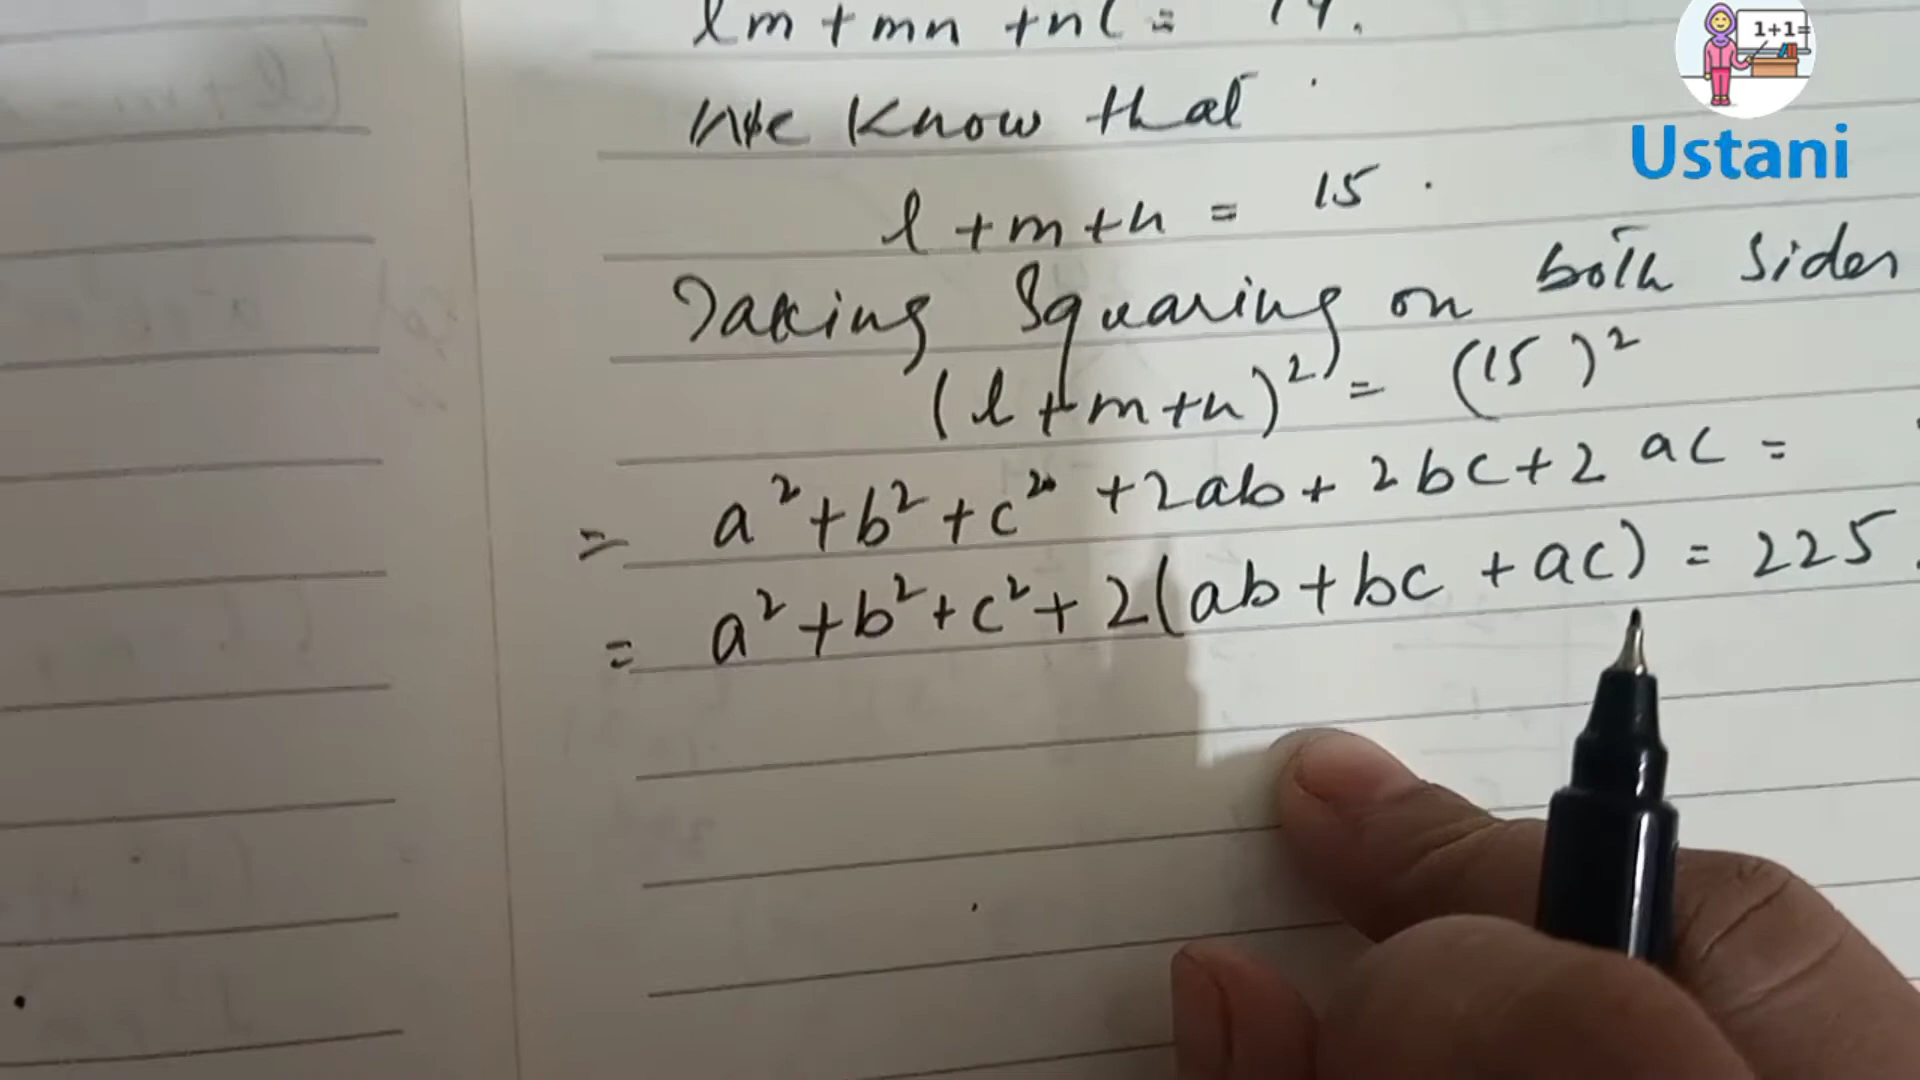 lm + mn + nl =
We know that
l + m + n = 15.
Taking Squaring on both sides
(l + m + n)² = (15)²
= a² + b² + c² + 2ab + 2bc + 2ac =
= a² + b² + c² + 2(ab + bc + ac) = 225
1+1=
Ustani